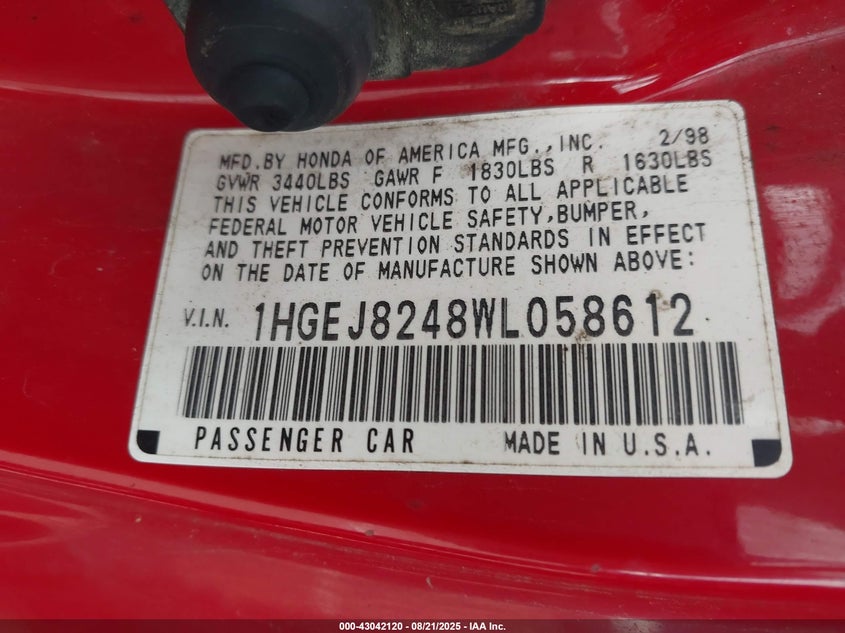 MFD.BY HONDA OF AMERICA MFG.,INC. 2/98
GVWR 3440LBS GAWR F 1830LBS R 1630LBS
THIS VEHICLE CONFORMS TO ALL APPLICABLE
FEDERAL MOTOR VEHICLE SAFETY,BUMPER,
AND THEFT PREVENTION STANDARDS IN EFFECT
ON THE DATE OF MANUFACTURE SHOWN ABOVE:
V.I.N. 1HGEJ8248WL058612
PASSENGER CAR MADE IN U.S.A.
000-43042120 - 08/21/2025 - IAA Inc.